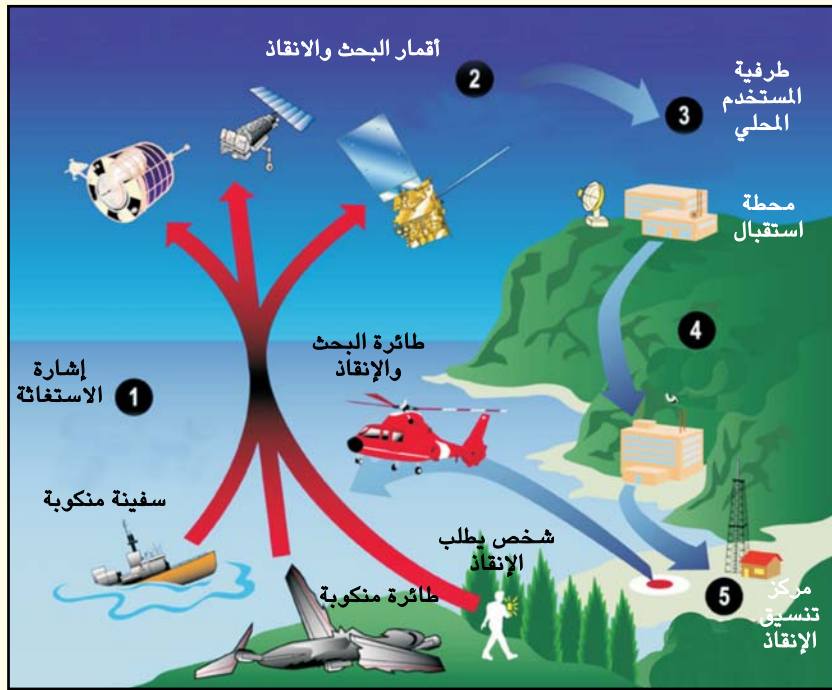 أقمار البحث والانقاذ
2
3
طرفية
المستخدم
المحلي
محطة
استقبال
4
طائرة البحث
والإنقاذ
إشارة
الاستغاثة
1
سفينة منكوبة
شخص يطلب
الإنقاذ
طائرة منكوبة
5
مركز
تنسيق
الإنقاذ